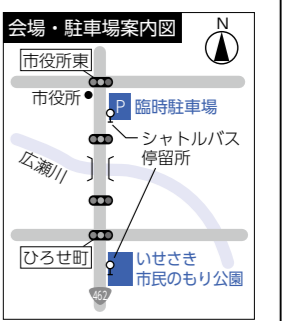 会場・駐車場案内図
N
市役所東
市役所
P 臨時駐車場
シャトルバス
停留所
広瀬川
ひろせ町
いせさき
市民のもり公園
462